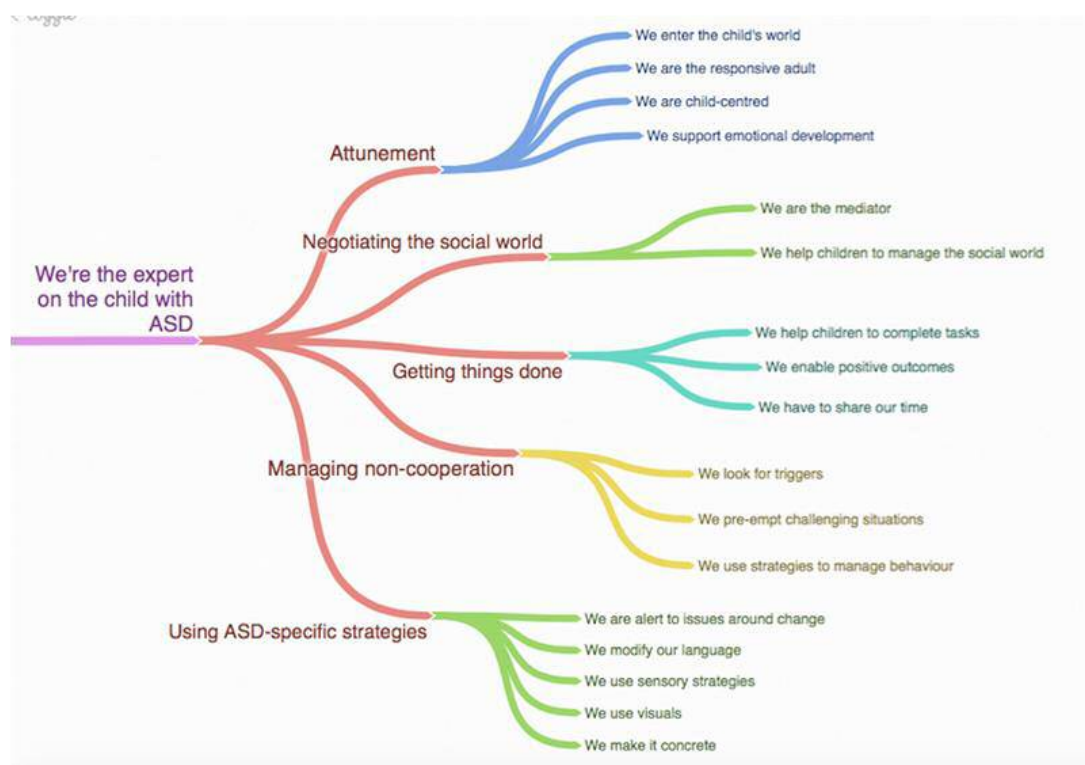 We enter the child's world
We are the responsive adult
We are child-centred
We support emotional development
Attunement
We are the mediator
Negotiating the social world
We help children to manage the social world
We're the expert
on the child with
ASD
We help children to complete tasks
Getting things done
We enable positive outcomes
We have to share our time
Managing non-cooperation
We look for triggers
We pre-empt challenging situations
We use strategies to manage behaviour
Using ASD-specific strategies
We are alert to issues around change
We modify our language
We use sensory strategies
We use visuals
We make it concrete